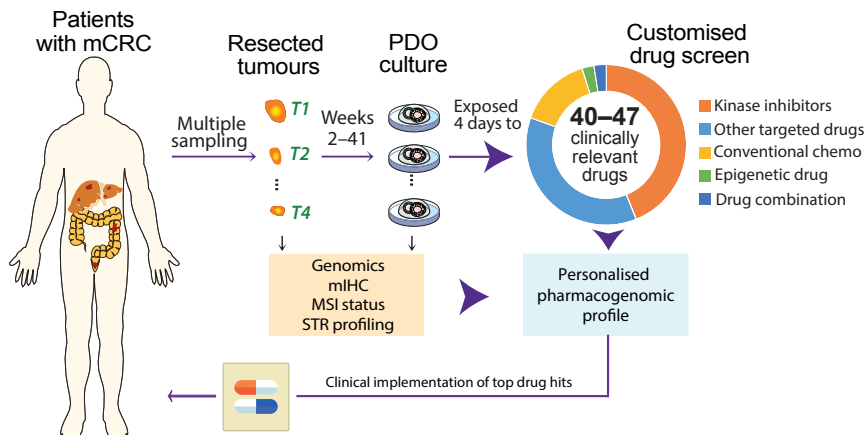 Patients
with mCRC
Resected
tumours
PDO
culture
Customised
drug screen
Multiple
sampling
T1
T2
...
T4
Weeks
2–41
...
Exposed
4 days to
40–47
clinically
relevant
drugs
Kinase inhibitors
Other targeted drugs
Conventional chemo
Epigenetic drug
Drug combination
Genomics
mIHC
MSI status
STR profiling
Personalised
pharmacogenomic
profile
Clinical implementation of top drug hits